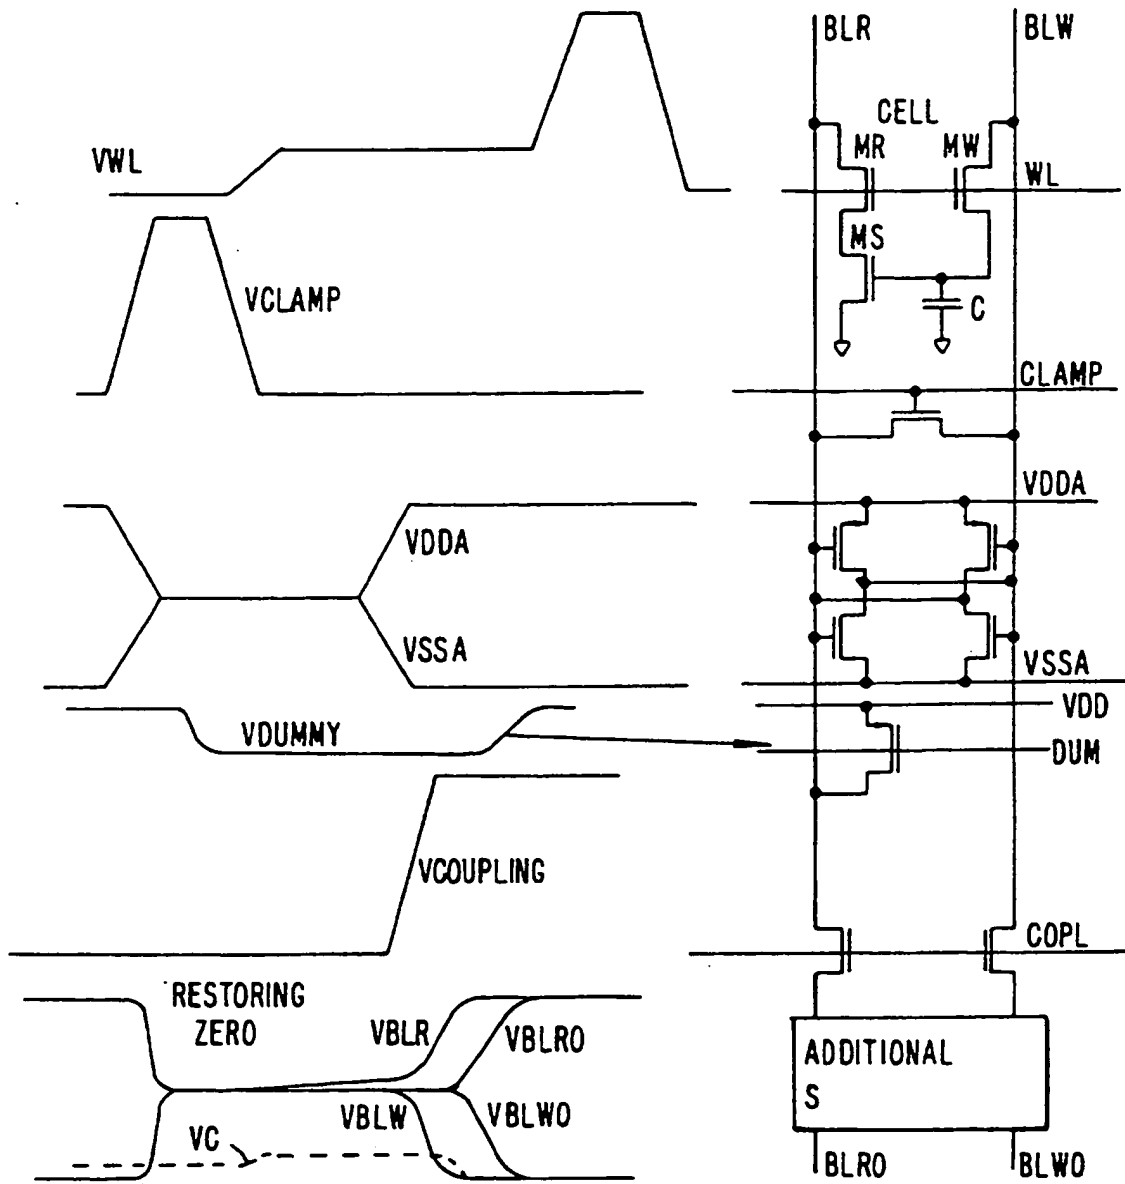 BLR
BLW
CELL
MR
MW
VWL
WL
MS
VCLAMP
C
CLAMP
VDDA
VDDA
VSSA
VSSA
VDD
VDUMMY
DUM
VCOUPLING
COPL
RESTORING
ZERO
VBLR
VBLRO
ADDITIONAL
S
VBLW
VBLWO
VC
BLRO
BLWO